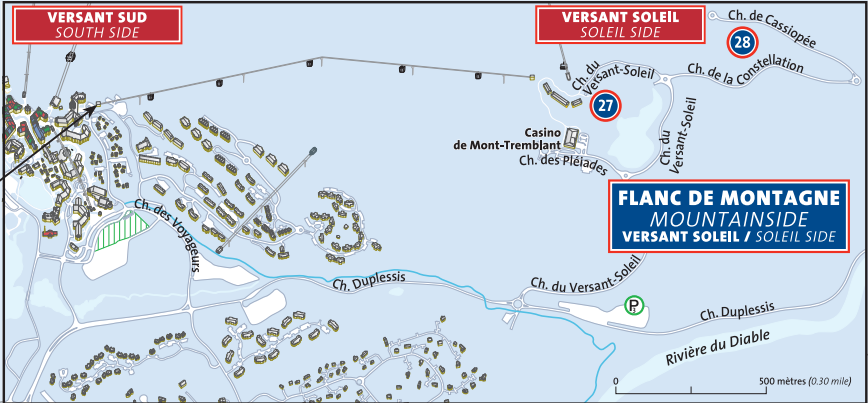 VERSANT SUD
SOUTH SIDE
VERSANT SOLEIL
SOLEIL SIDE
Ch. de Cassiopée
28
Ch. du
Versant-Soleil
Ch. de la Constellation
27
Ch. du
Versant-Soleil
Casino
de Mont-Tremblant
Ch. des Pléiades
FLANC DE MONTAGNE
MOUNTAINSIDE
VERSANT SOLEIL / SOLEIL SIDE
Ch. des Voyageurs
Ch. Duplessis
Ch. du Versant-Soleil
P
Ch. Duplessis
Rivière du Diable
0
500 mètres (0.30 mile)